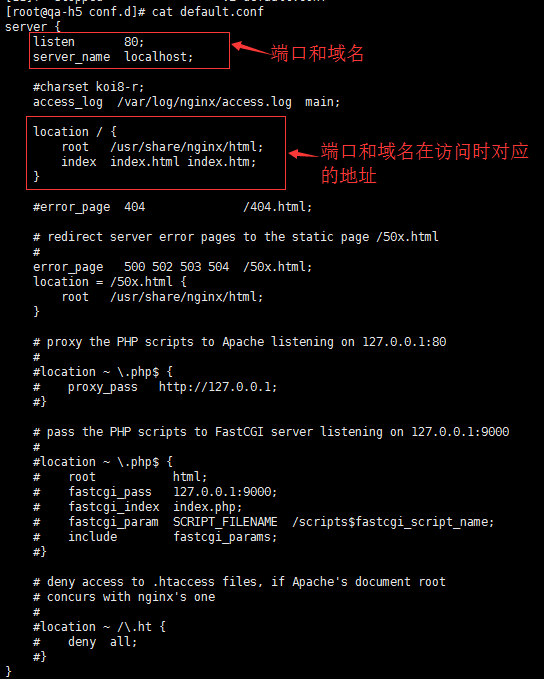 [root@qa-h5 conf.d]# cat default.conf
server {
    listen       80;
    server_name  localhost;
端口和域名
    #charset koi8-r;
    access_log  /var/log/nginx/access.log  main;
    location / {
        root   /usr/share/nginx/html;
        index  index.html index.htm;
    }
端口和域名在访问时对应
的地址
    #error_page  404              /404.html;
    # redirect server error pages to the static page /50x.html
    #
    error_page   500 502 503 504  /50x.html;
    location = /50x.html {
        root   /usr/share/nginx/html;
    }
    # proxy the PHP scripts to Apache listening on 127.0.0.1:80
    #
    #location ~ \.php$ {
    #    proxy_pass   http://127.0.0.1;
    #}
    # pass the PHP scripts to FastCGI server listening on 127.0.0.1:9000
    #
    #location ~ \.php$ {
    #    root           html;
    #    fastcgi_pass   127.0.0.1:9000;
    #    fastcgi_index  index.php;
    #    fastcgi_param  SCRIPT_FILENAME  /scripts$fastcgi_script_name;
    #    include        fastcgi_params;
    #}
    # deny access to .htaccess files, if Apache's document root
    # concurs with nginx's one
    #
    #location ~ /\.ht {
    #    deny  all;
    #}
}